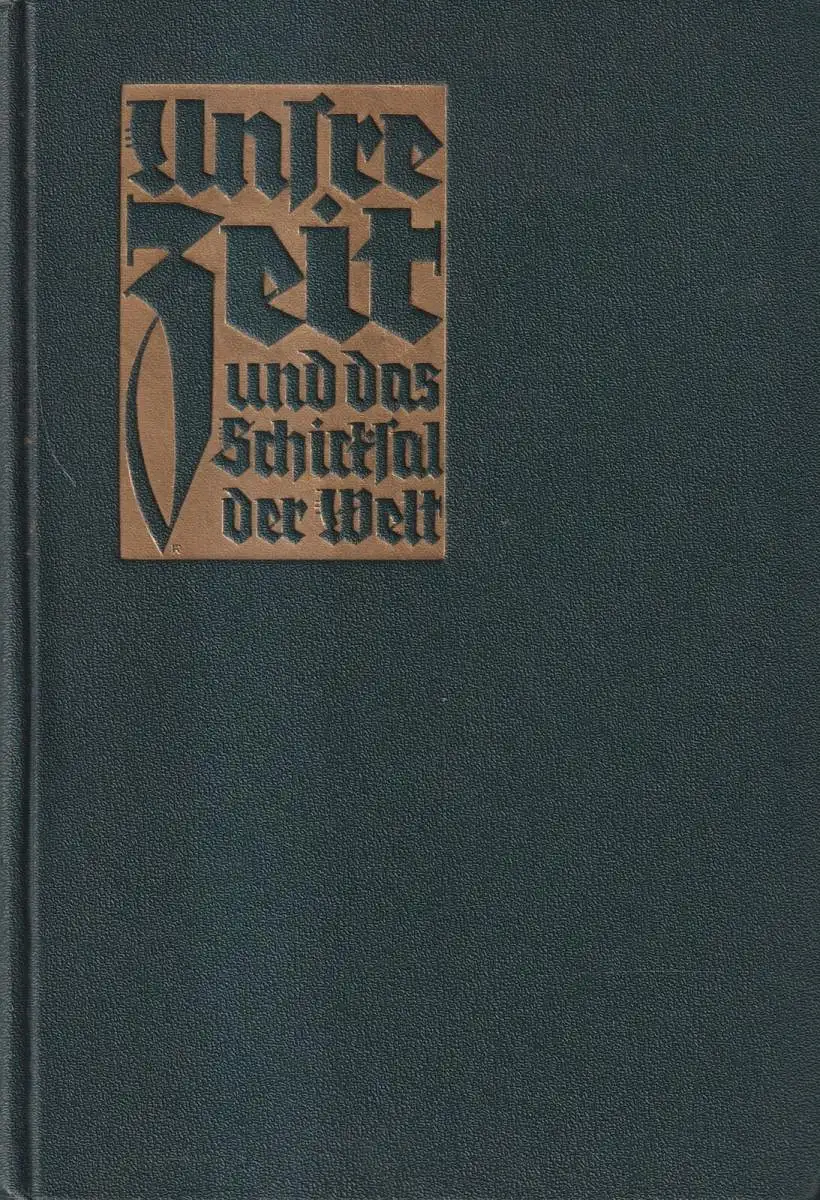 Unſre
Zeit
und das
Schickſal
der Welt